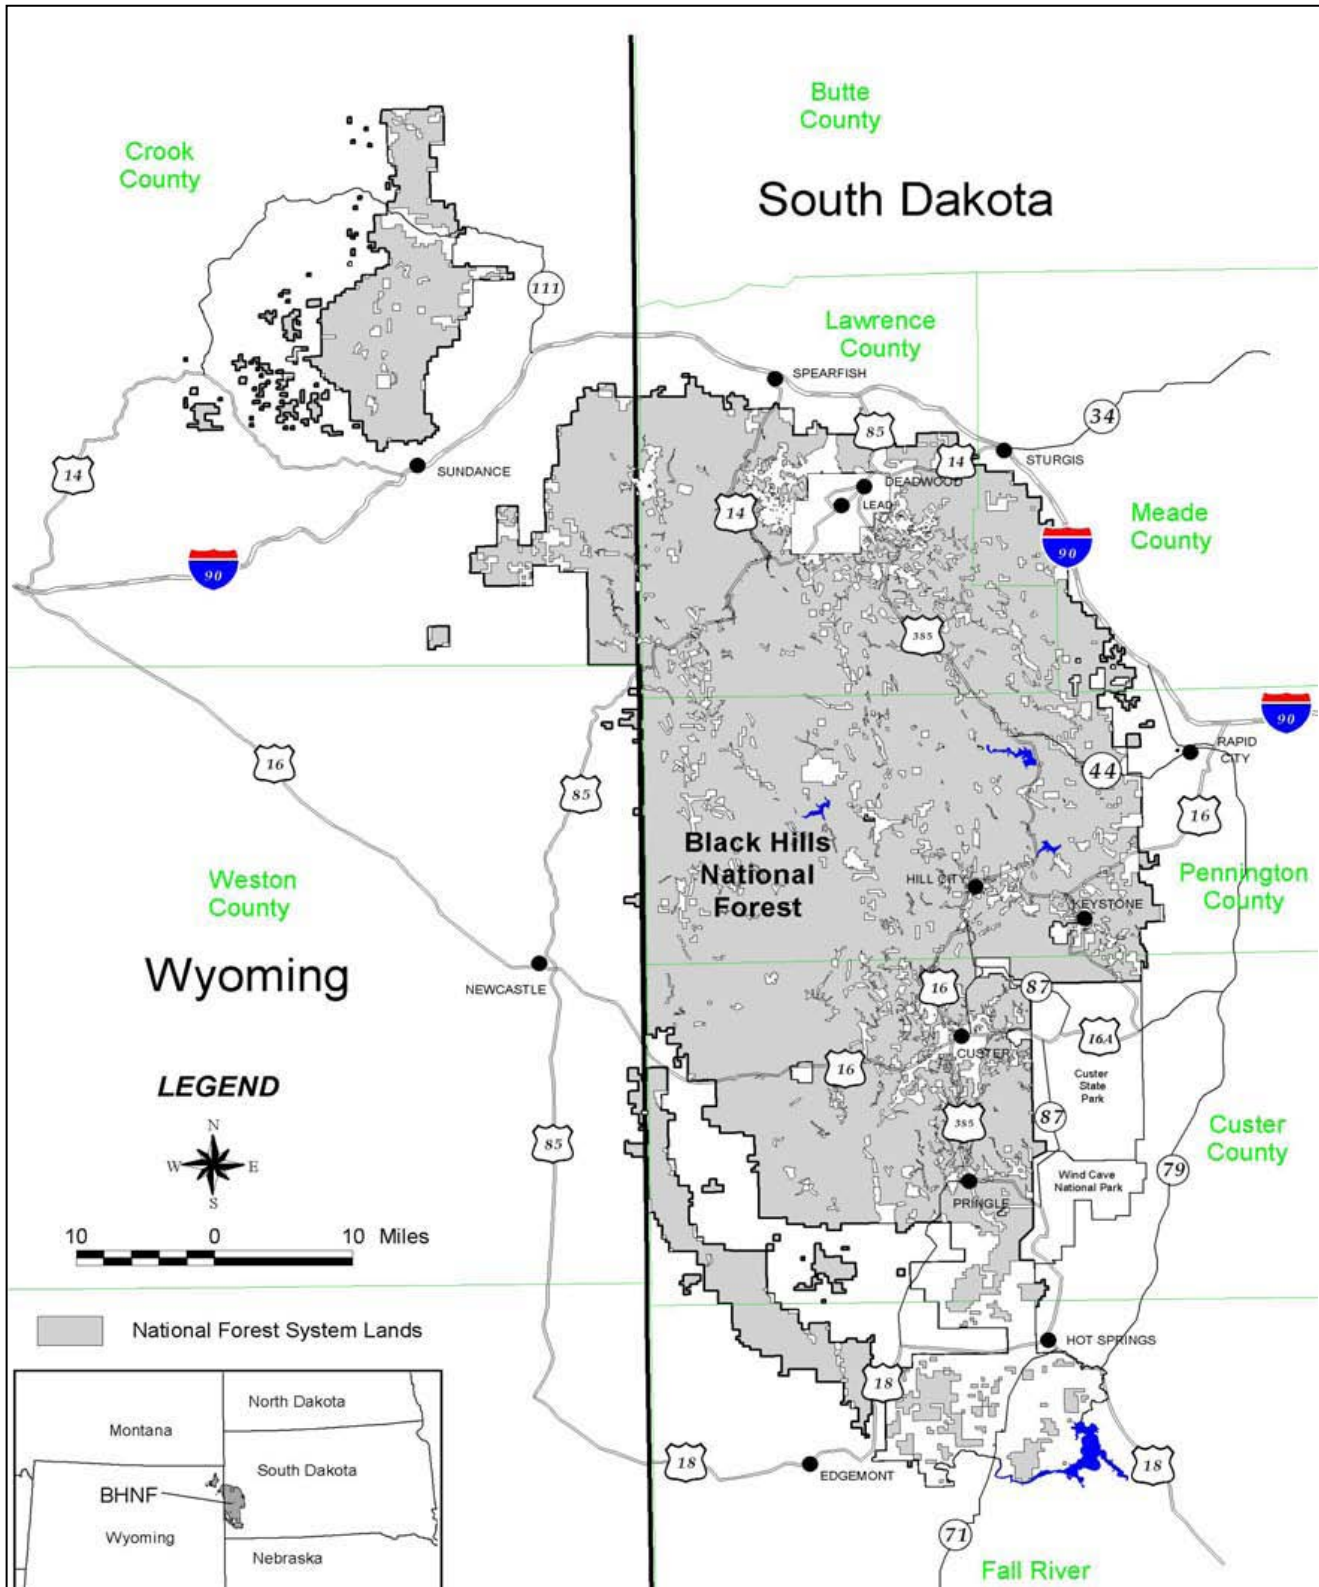 Butte
County
Crook
County
South Dakota
111
Lawrence
County
SPEARFISH
34
85
14
STURGIS
14
SUNDANCE
DEADWOOD
14
LEAD
Meade
County
90
90
385
90
RAPID
CITY
16
44
85
16
Black Hills
National
Forest
Weston
County
HILL CITY
Pennington
County
KEYSTONE
Wyoming
NEWCASTLE
16
87
16A
CUSTER
16
Custer
State
Park
LEGEND
87
385
Custer
County
85
N
W E
S
79
Wind Cave
National Park
PRINGLE
10 0 10 Miles
National Forest System Lands
HOT SPRINGS
18
North Dakota
Montana
South Dakota
BHNF
Wyoming
Nebraska
18
EDGEMONT
18
71
Fall River